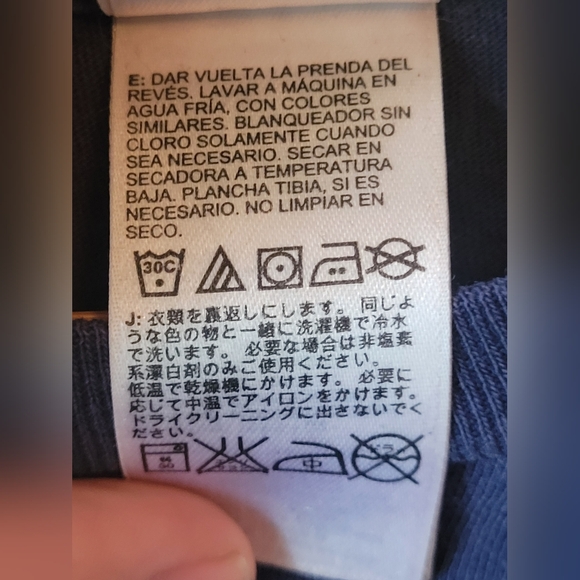 E: DAR VUELTA LA PRENDA DEL
REVÉS. LAVAR A MÁQUINA EN
AGUA FRÍA, CON COLORES
SIMILARES. BLANQUEADOR SIN
CLORO SOLAMENTE CUANDO
SEA NECESARIO. SECAR EN
SECADORA A TEMPERATURA
BAJA. PLANCHA TIBIA, SI ES
NECESARIO. NO LIMPIAR EN
SECO.
30C
J: 衣類を裏返しにします。同じよ
うな色の物と一緒に洗濯機で冷水
で洗います。必要な場合は非塩素
系漂白剤のみご使用ください。
低温で乾燥機にかけます。必要に
応じて中温でアイロンをかけます
ドライクリーニングに出さないでく
ださい。
中